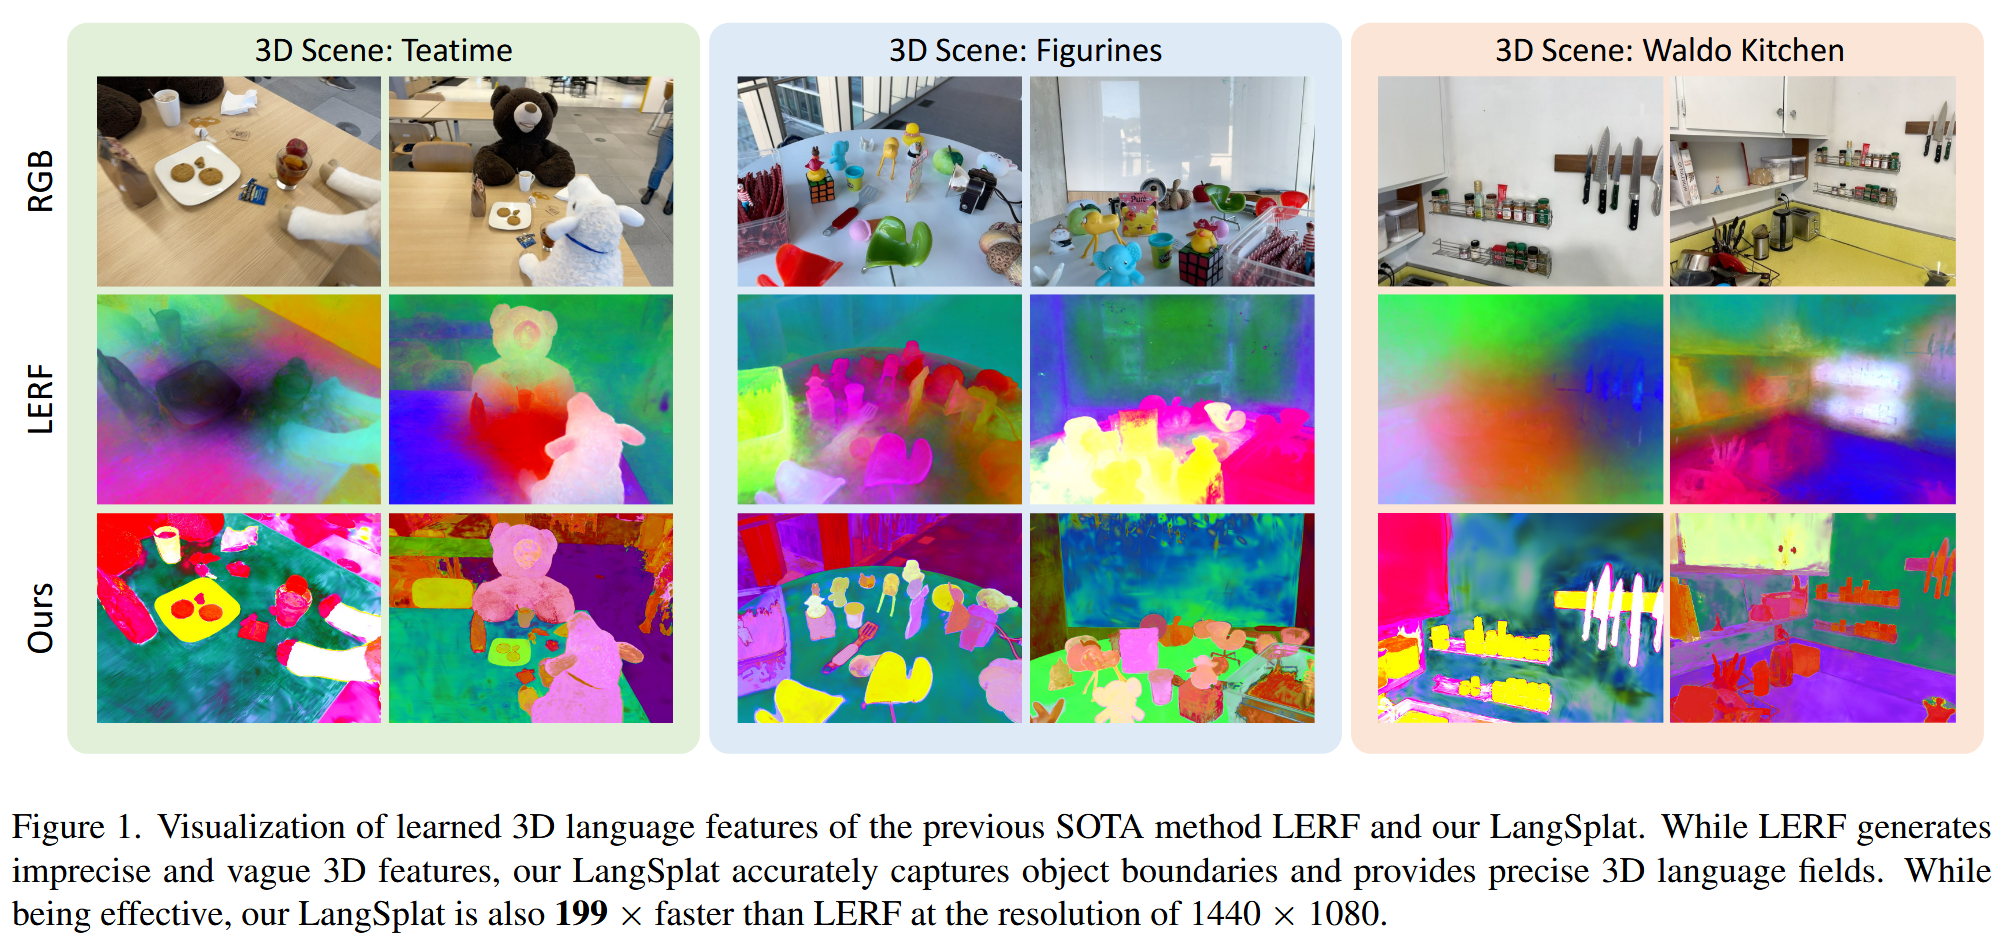 3D Scene: Teatime
3D Scene: Figurines
3D Scene: Waldo Kitchen
RGB
LERF
Ours
Figure 1. Visualization of learned 3D language features of the previous SOTA method LERF and our LangSplat. While LERF generates
imprecise and vague 3D features, our LangSplat accurately captures object boundaries and provides precise 3D language fields. While
being effective, our LangSplat is also 199 × faster than LERF at the resolution of 1440 × 1080.